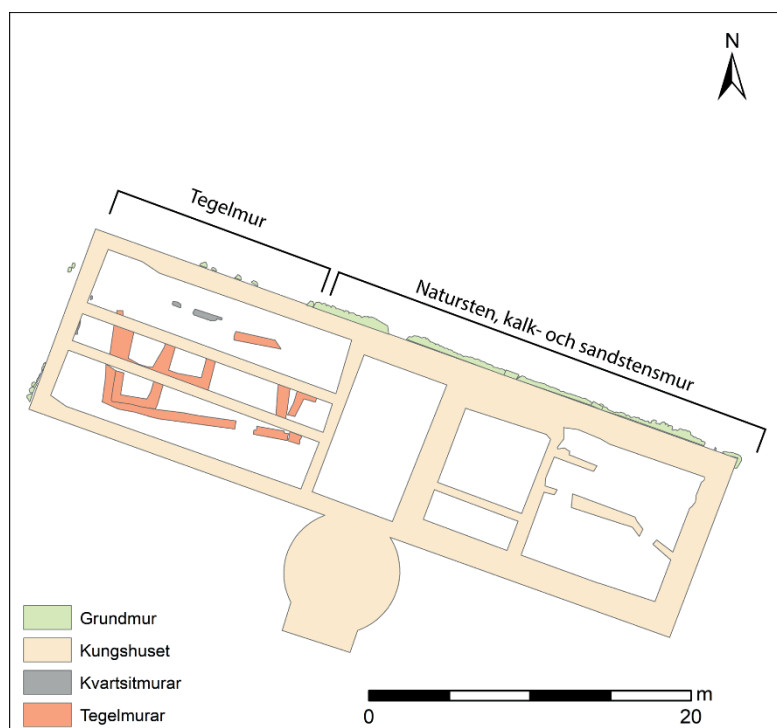 N
Tegelmur
Natursten, kalk- och sandstensmur
Grundmur
Kungshuset
Kvartsitmurar
Tegelmurar
m
0 20